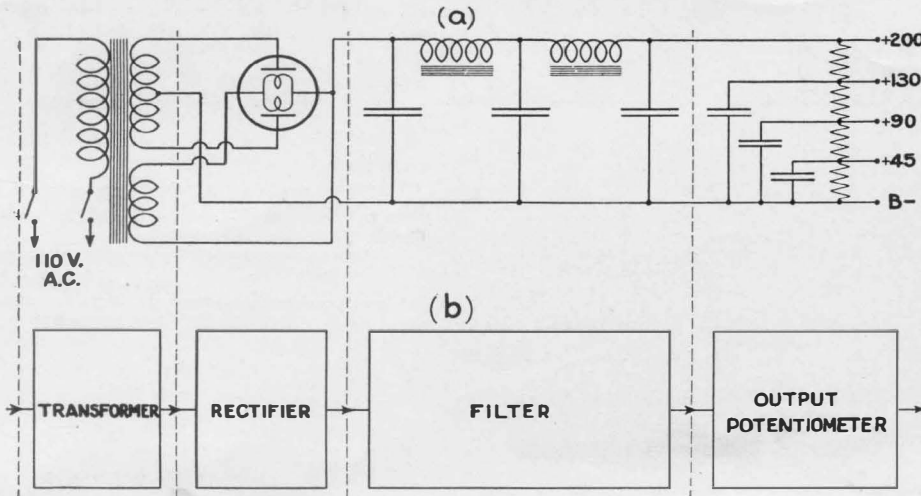 (a)
+200
+130
+90
+45
B-
110 V.
A.C.
(b)
TRANSFORMER
RECTIFIER
FILTER
OUTPUT
POTENTIOMETER